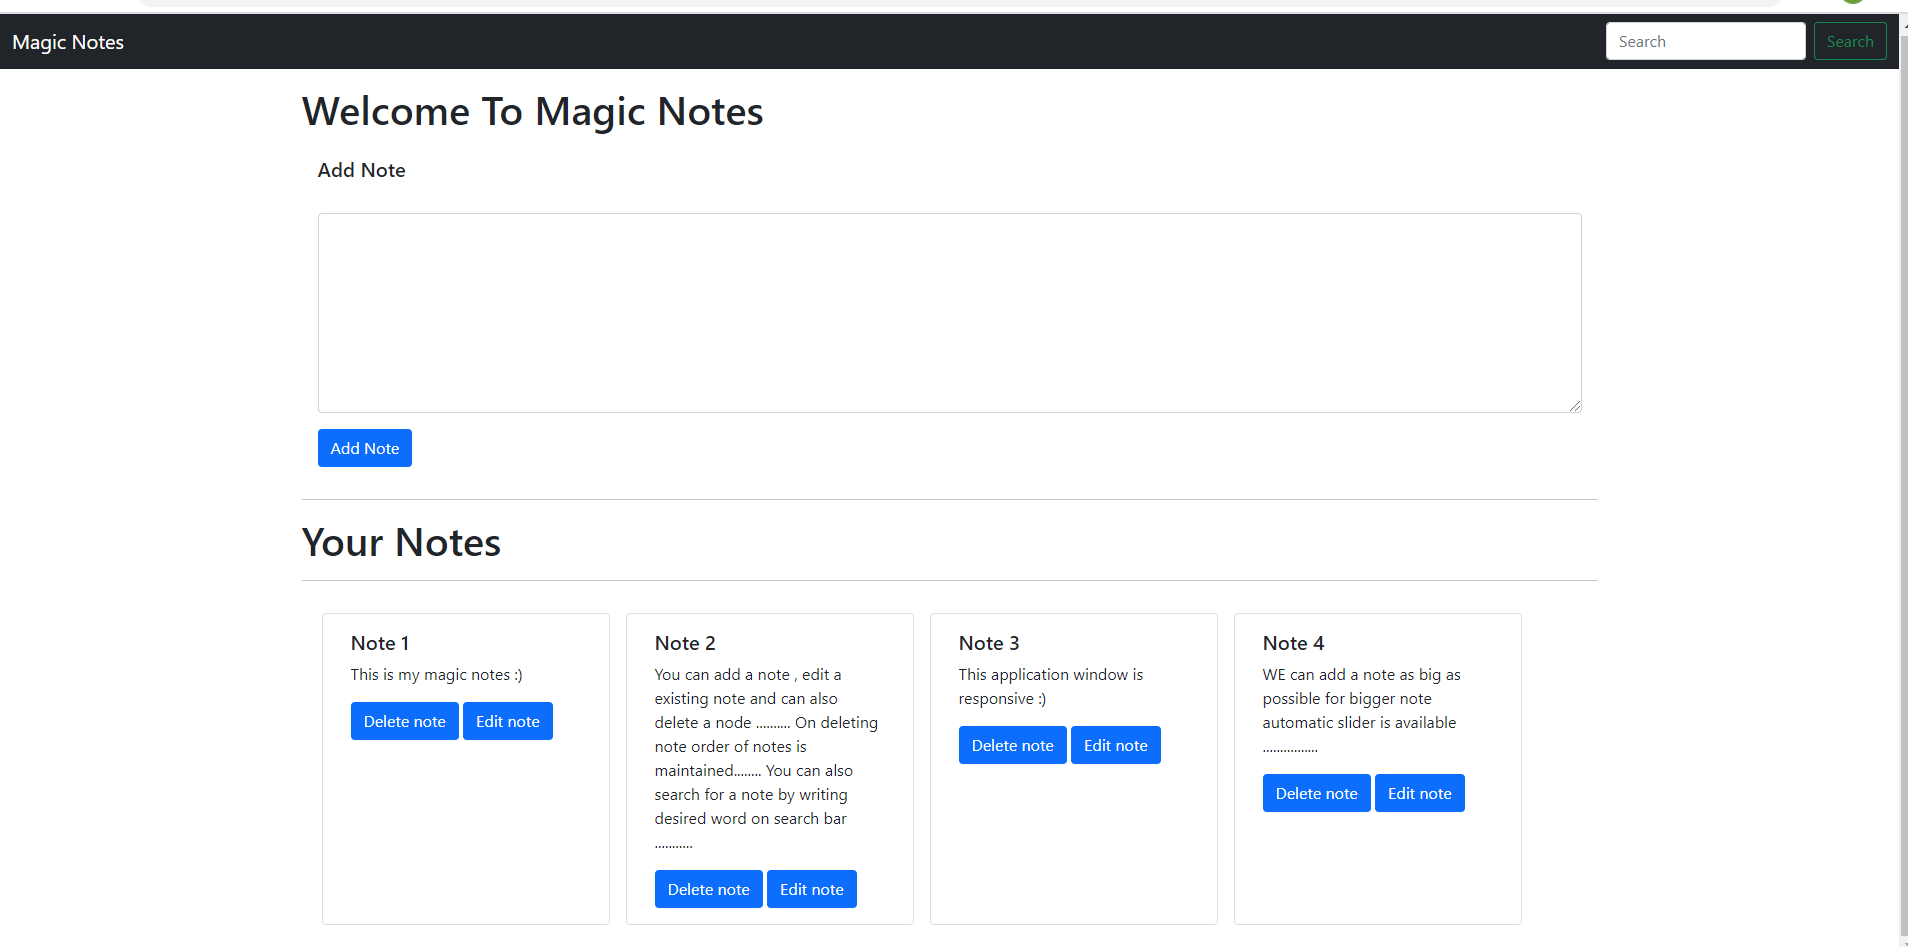 Magic Notes
Search
Search
Welcome To Magic Notes
Add Note
Add Note
Your Notes
Note 1
This is my magic notes :)
Delete note Edit note
Note 2
You can add a note , edit a
existing note and can also
delete a node .......... On deleting
note order of notes is
maintained........ You can also
search for a note by writing
desired word on search bar
...........
Delete note Edit note
Note 3
This application window is
responsive :)
Delete note Edit note
Note 4
WE can add a note as big as
possible for bigger note
automatic slider is available
................
Delete note Edit note